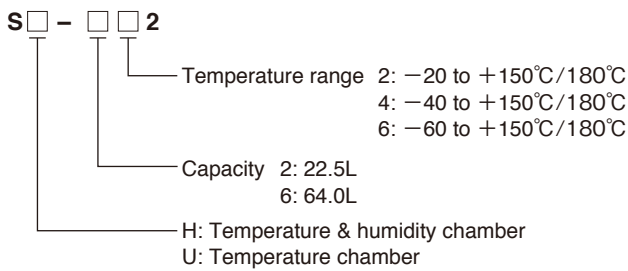 S□ – □□2
Temperature range 2: −20 to +150℃/180℃
4: −40 to +150℃/180℃
6: −60 to +150℃/180℃
Capacity 2: 22.5L
6: 64.0L
H: Temperature & humidity chamber
U: Temperature chamber